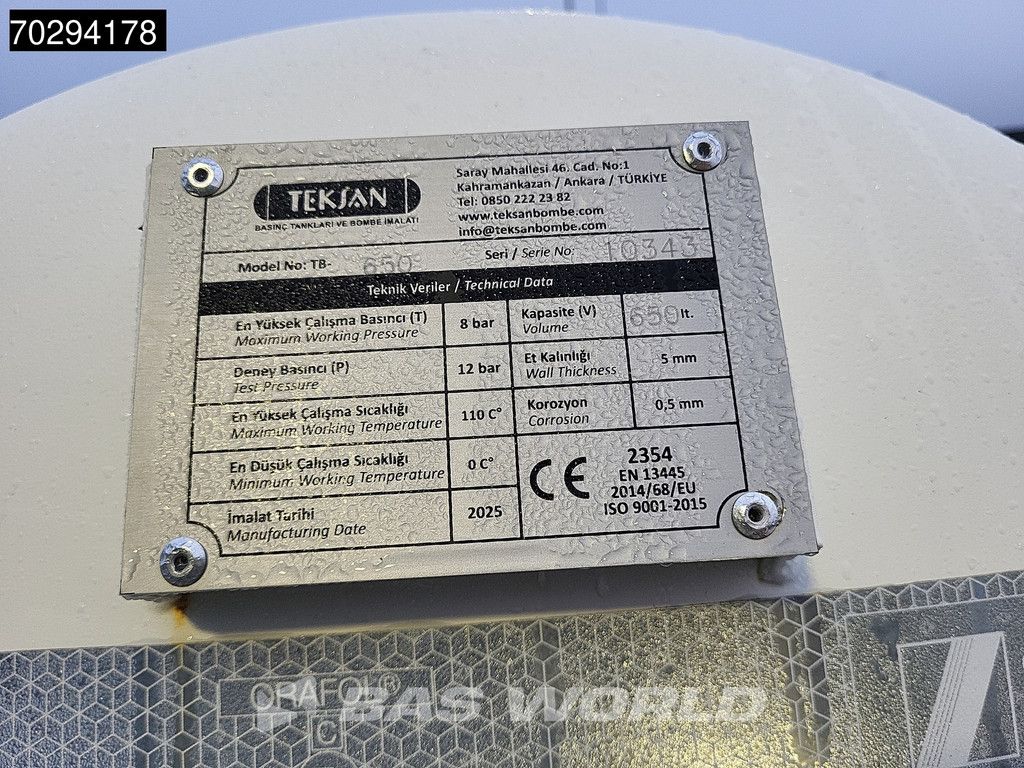 70294178
TEKSAN
BASINÇ TANKLARI VE BOMBE İMALATI
Saray Mahallesi 46. Cad. No:1
Kahramankazan / Ankara / TÜRKİYE
Tel: 0850 222 23 82
www.teksanbombe.com
info@teksanbombe.com
Model No: TB- 650
Seri / Serie No: 10343
Teknik Veriler / Technical Data
En Yüksek Çalışma Basıncı (T)
Maximum Working Pressure
8 bar
Kapasite (V)
Volume
650 lt.
Deney Basıncı (P)
Test Pressure
12 bar
Et Kalınlığı
Wall Thickness
5 mm
En Yüksek Çalışma Sıcaklığı
Maximum Working Temperature
110 C°
Korozyon
Corrosion
0,5 mm
En Düşük Çalışma Sıcaklığı
Minimum Working Temperature
0 C°
İmalat Tarihi
Manufacturing Date
2025
CE
2354
EN 13445
2014/68/EU
ISO 9001-2015
ORAFOL®
C
BAS WORLD